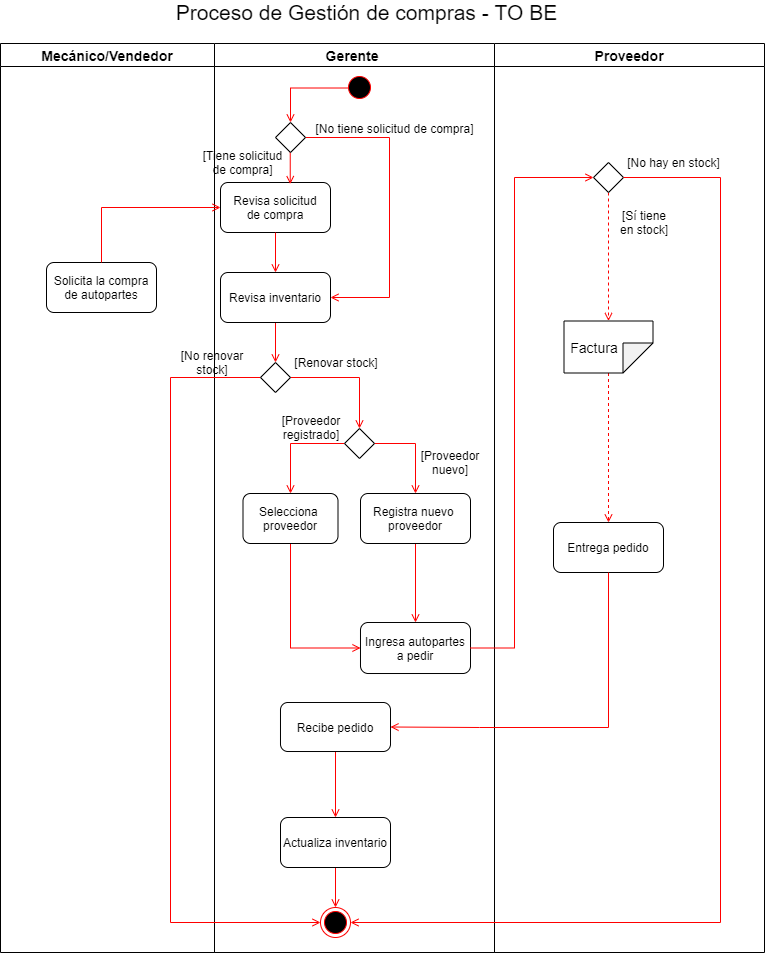 Proceso de Gestión de compras - TO BE
Mecánico/Vendedor
Gerente
Proveedor
[No tiene solicitud de compra]
[Tiene solicitud
de compra]
[No hay en stock]
Revisa solicitud
de compra
[Sí tiene
en stock]
Solicita la compra
de autopartes
Revisa inventario
Factura
[No renovar
stock]
[Renovar stock]
[Proveedor
registrado]
[Proveedor
nuevo]
Selecciona
proveedor
Registra nuevo
proveedor
Entrega pedido
Ingresa autopartes
a pedir
Recibe pedido
Actualiza inventario